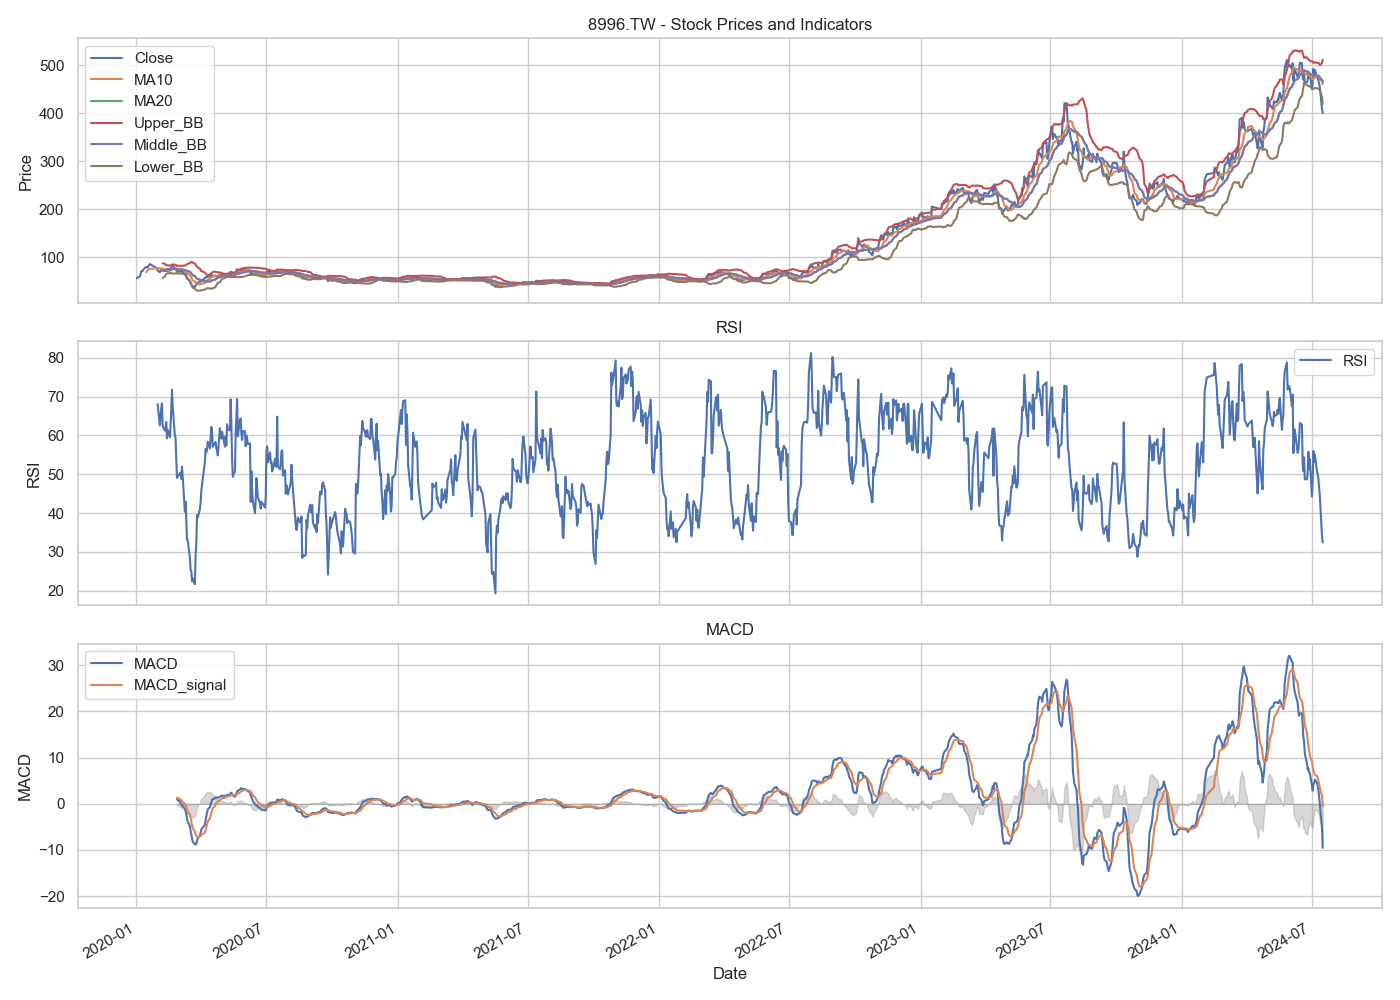 8996.TW - Stock Prices and Indicators
Price
500
400
300
200
100
Close
MA10
MA20
Upper_BB
Middle_BB
Lower_BB
RSI
RSI
80
70
60
50
40
30
20
RSI
MACD
MACD
30
20
10
0
−10
−20
MACD
MACD_signal
2020-01
2020-07
2021-01
2021-07
2022-01
2022-07
2023-01
2023-07
2024-01
2024-07
Date